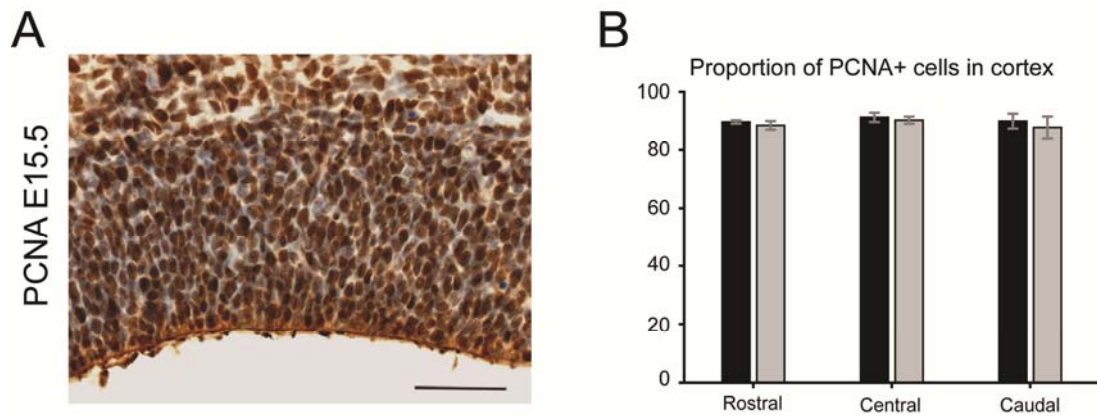 A
PCNA E15.5
B
Proportion of PCNA+ cells in cortex
100
80
60
40
20
0
Rostral Central Caudal